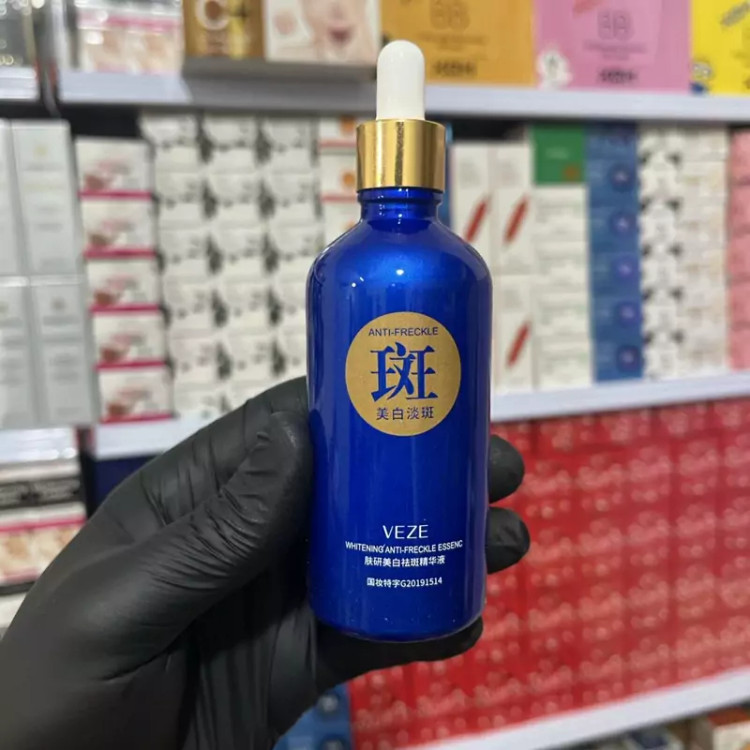 ANTI-FRECKLE
斑
美白淡斑
VEZE
WHITENING ANTI-FRECKLE ESSENC
肤研美白祛斑精华液
国妆特字G20191514